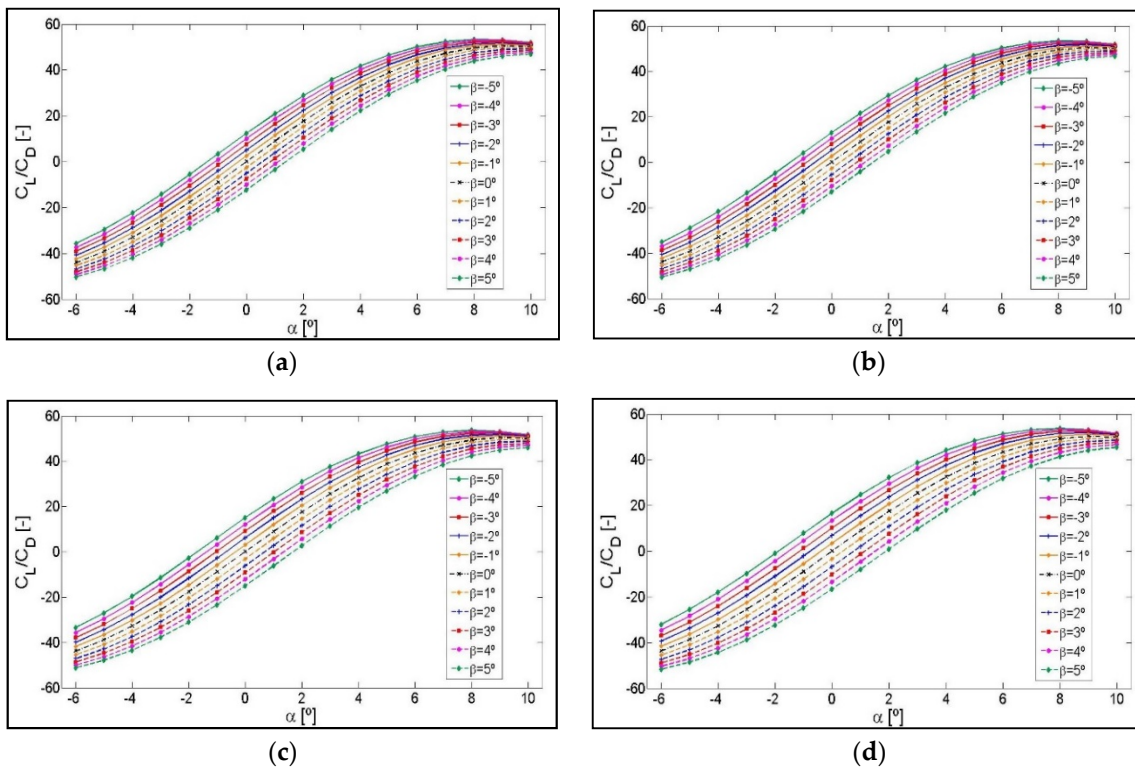 60
40
20
0
-20
-40
-60
C_L/C_D [-]
-6 -4 -2 0 2 4 6 8 10
α [º]
β=-5º
β=-4º
β=-3º
β=-2º
β=-1º
β=0º
β=1º
β=2º
β=3º
β=4º
β=5º
(a)
60
40
20
0
-20
-40
-60
C_L/C_D [-]
-6 -4 -2 0 2 4 6 8 10
α [º]
β=-5º
β=-4º
β=-3º
β=-2º
β=-1º
β=0º
β=1º
β=2º
β=3º
β=4º
β=5º
(b)
60
40
20
0
-20
-40
-60
C_L/C_D [-]
-6 -4 -2 0 2 4 6 8 10
α [º]
β=-5º
β=-4º
β=-3º
β=-2º
β=-1º
β=0º
β=1º
β=2º
β=3º
β=4º
β=5º
(c)
60
40
20
0
-20
-40
-60
C_L/C_D [-]
-6 -4 -2 0 2 4 6 8 10
α [º]
β=-5º
β=-4º
β=-3º
β=-2º
β=-1º
β=0º
β=1º
β=2º
β=3º
β=4º
β=5º
(d)